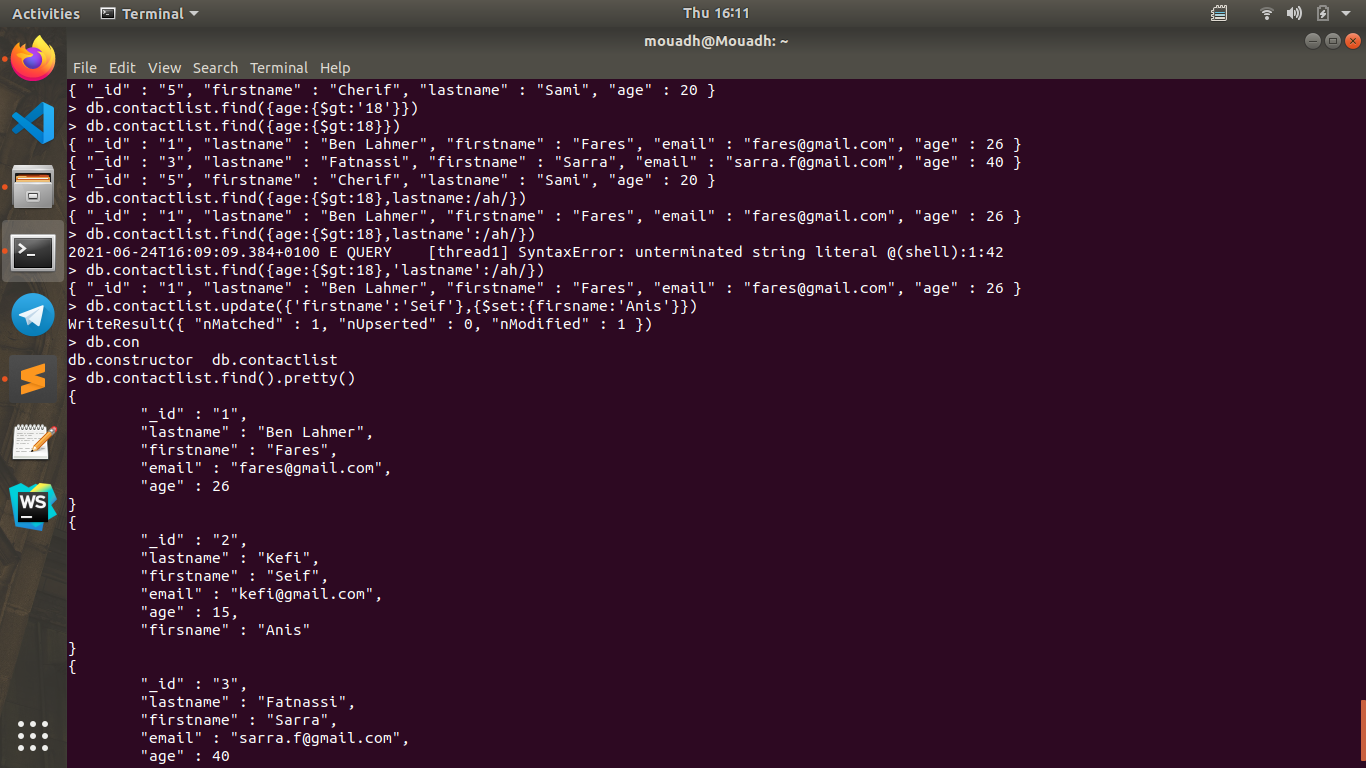 Activities Terminal Thu 16:11
mouadh@Mouadh: ~
File Edit View Search Terminal Help
{ "_id" : "5", "firstname" : "Cherif", "lastname" : "Sami", "age" : 20 }
> db.contactlist.find({age:{$gt:'18'}})
> db.contactlist.find({age:{$gt:18}})
{ "_id" : "1", "lastname" : "Ben Lahmer", "firstname" : "Fares", "email" : "fares@gmail.com", "age" : 26 }
{ "_id" : "3", "lastname" : "Fatnassi", "firstname" : "Sarra", "email" : "sarra.f@gmail.com", "age" : 40 }
{ "_id" : "5", "firstname" : "Cherif", "lastname" : "Sami", "age" : 20 }
> db.contactlist.find({age:{$gt:18},lastname:/ah/})
{ "_id" : "1", "lastname" : "Ben Lahmer", "firstname" : "Fares", "email" : "fares@gmail.com", "age" : 26 }
> db.contactlist.find({age:{$gt:18},lastname':/ah/})
2021-06-24T16:09:09.384+0100 E QUERY    [thread1] SyntaxError: unterminated string literal @(shell):1:42
> db.contactlist.find({age:{$gt:18},'lastname':/ah/})
{ "_id" : "1", "lastname" : "Ben Lahmer", "firstname" : "Fares", "email" : "fares@gmail.com", "age" : 26 }
> db.contactlist.update({'firstname':'Seif'},{$set:{firsname:'Anis'}})
WriteResult({ "nMatched" : 1, "nUpserted" : 0, "nModified" : 1 })
> db.con
db.constructor  db.contactlist
> db.contactlist.find().pretty()
{
        "_id" : "1",
        "lastname" : "Ben Lahmer",
        "firstname" : "Fares",
        "email" : "fares@gmail.com",
        "age" : 26
}
{
        "_id" : "2",
        "lastname" : "Kefi",
        "firstname" : "Seif",
        "email" : "kefi@gmail.com",
        "age" : 15,
        "firsname" : "Anis"
}
{
        "_id" : "3",
        "lastname" : "Fatnassi",
        "firstname" : "Sarra",
        "email" : "sarra.f@gmail.com",
        "age" : 40
WS